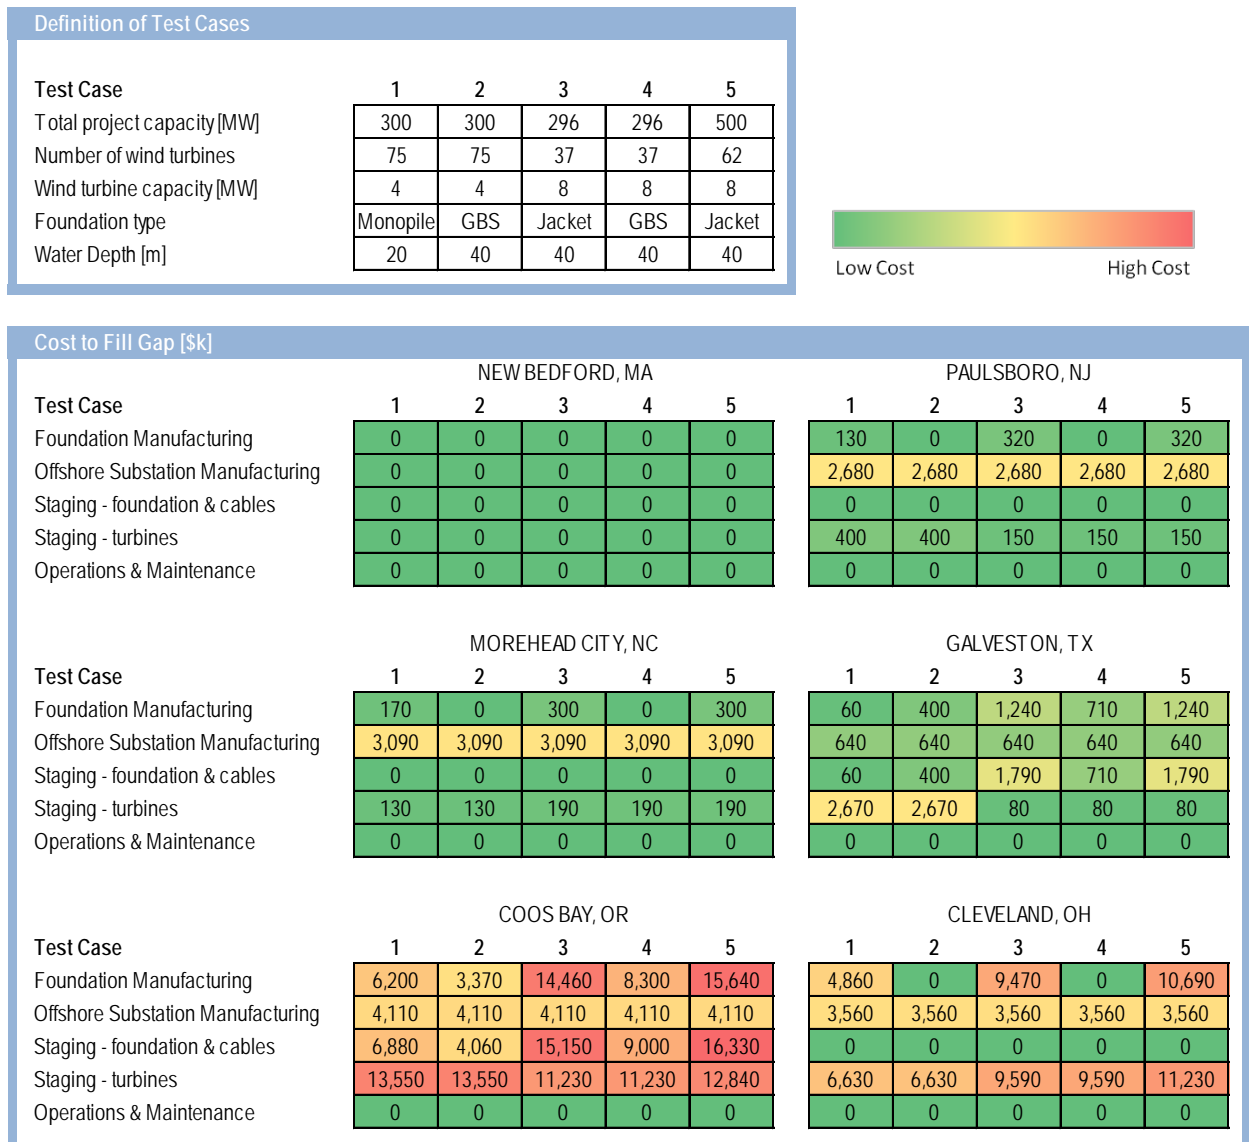 Definition of Test Cases
Test Case 1 2 3 4 5
Total project capacity [MW] 300 300 296 296 500
Number of wind turbines 75 75 37 37 62
Wind turbine capacity [MW] 4 4 8 8 8
Foundation type Monopile GBS Jacket GBS Jacket
Water Depth [m] 20 40 40 40 40
Low Cost High Cost
Cost to Fill Gap [$k]
NEW BEDFORD, MA PAULSBORO, NJ
Test Case 1 2 3 4 5 1 2 3 4 5
Foundation Manufacturing 0 0 0 0 0 130 0 320 0 320
Offshore Substation Manufacturing 0 0 0 0 0 2,680 2,680 2,680 2,680 2,680
Staging - foundation & cables 0 0 0 0 0 0 0 0 0 0
Staging - turbines 0 0 0 0 0 400 400 150 150 150
Operations & Maintenance 0 0 0 0 0 0 0 0 0 0
MOREHEAD CITY, NC GALVESTON, TX
Test Case 1 2 3 4 5 1 2 3 4 5
Foundation Manufacturing 170 0 300 0 300 60 400 1,240 710 1,240
Offshore Substation Manufacturing 3,090 3,090 3,090 3,090 3,090 640 640 640 640 640
Staging - foundation & cables 0 0 0 0 0 60 400 1,790 710 1,790
Staging - turbines 130 130 190 190 190 2,670 2,670 80 80 80
Operations & Maintenance 0 0 0 0 0 0 0 0 0 0
COOS BAY, OR CLEVELAND, OH
Test Case 1 2 3 4 5 1 2 3 4 5
Foundation Manufacturing 6,200 3,370 14,460 8,300 15,640 4,860 0 9,470 0 10,690
Offshore Substation Manufacturing 4,110 4,110 4,110 4,110 4,110 3,560 3,560 3,560 3,560 3,560
Staging - foundation & cables 6,880 4,060 15,150 9,000 16,330 0 0 0 0 0
Staging - turbines 13,550 13,550 11,230 11,230 12,840 6,630 6,630 9,590 9,590 11,230
Operations & Maintenance 0 0 0 0 0 0 0 0 0 0